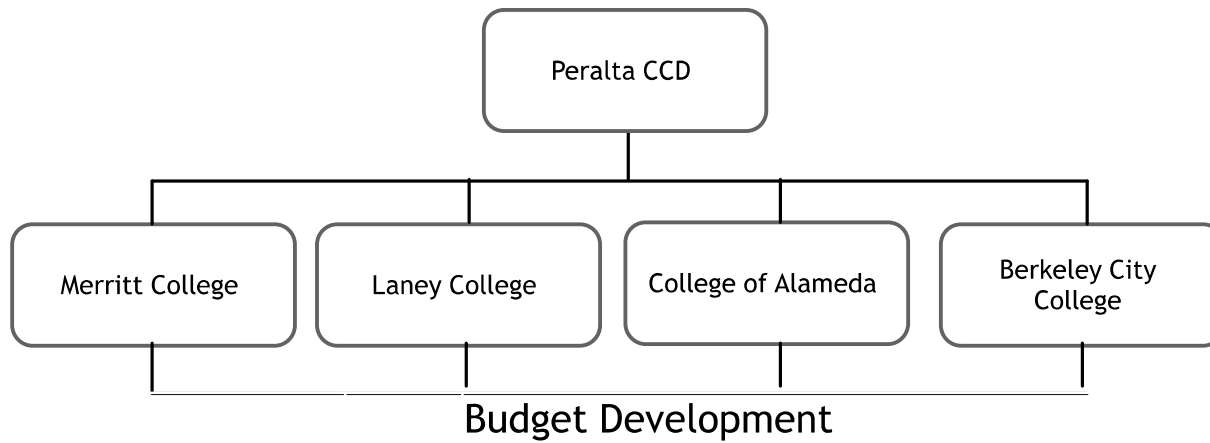 Peralta CCD
Merritt College
Laney College
College of Alameda
Berkeley City
College
Budget Development